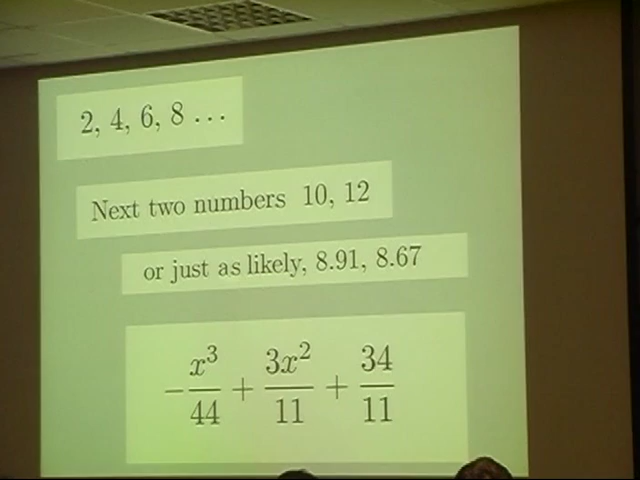 2, 4, 6, 8 ...
Next two numbers 10, 12
or just as likely, 8.91, 8.67
-x³/44 + 3x²/11 + 34/11